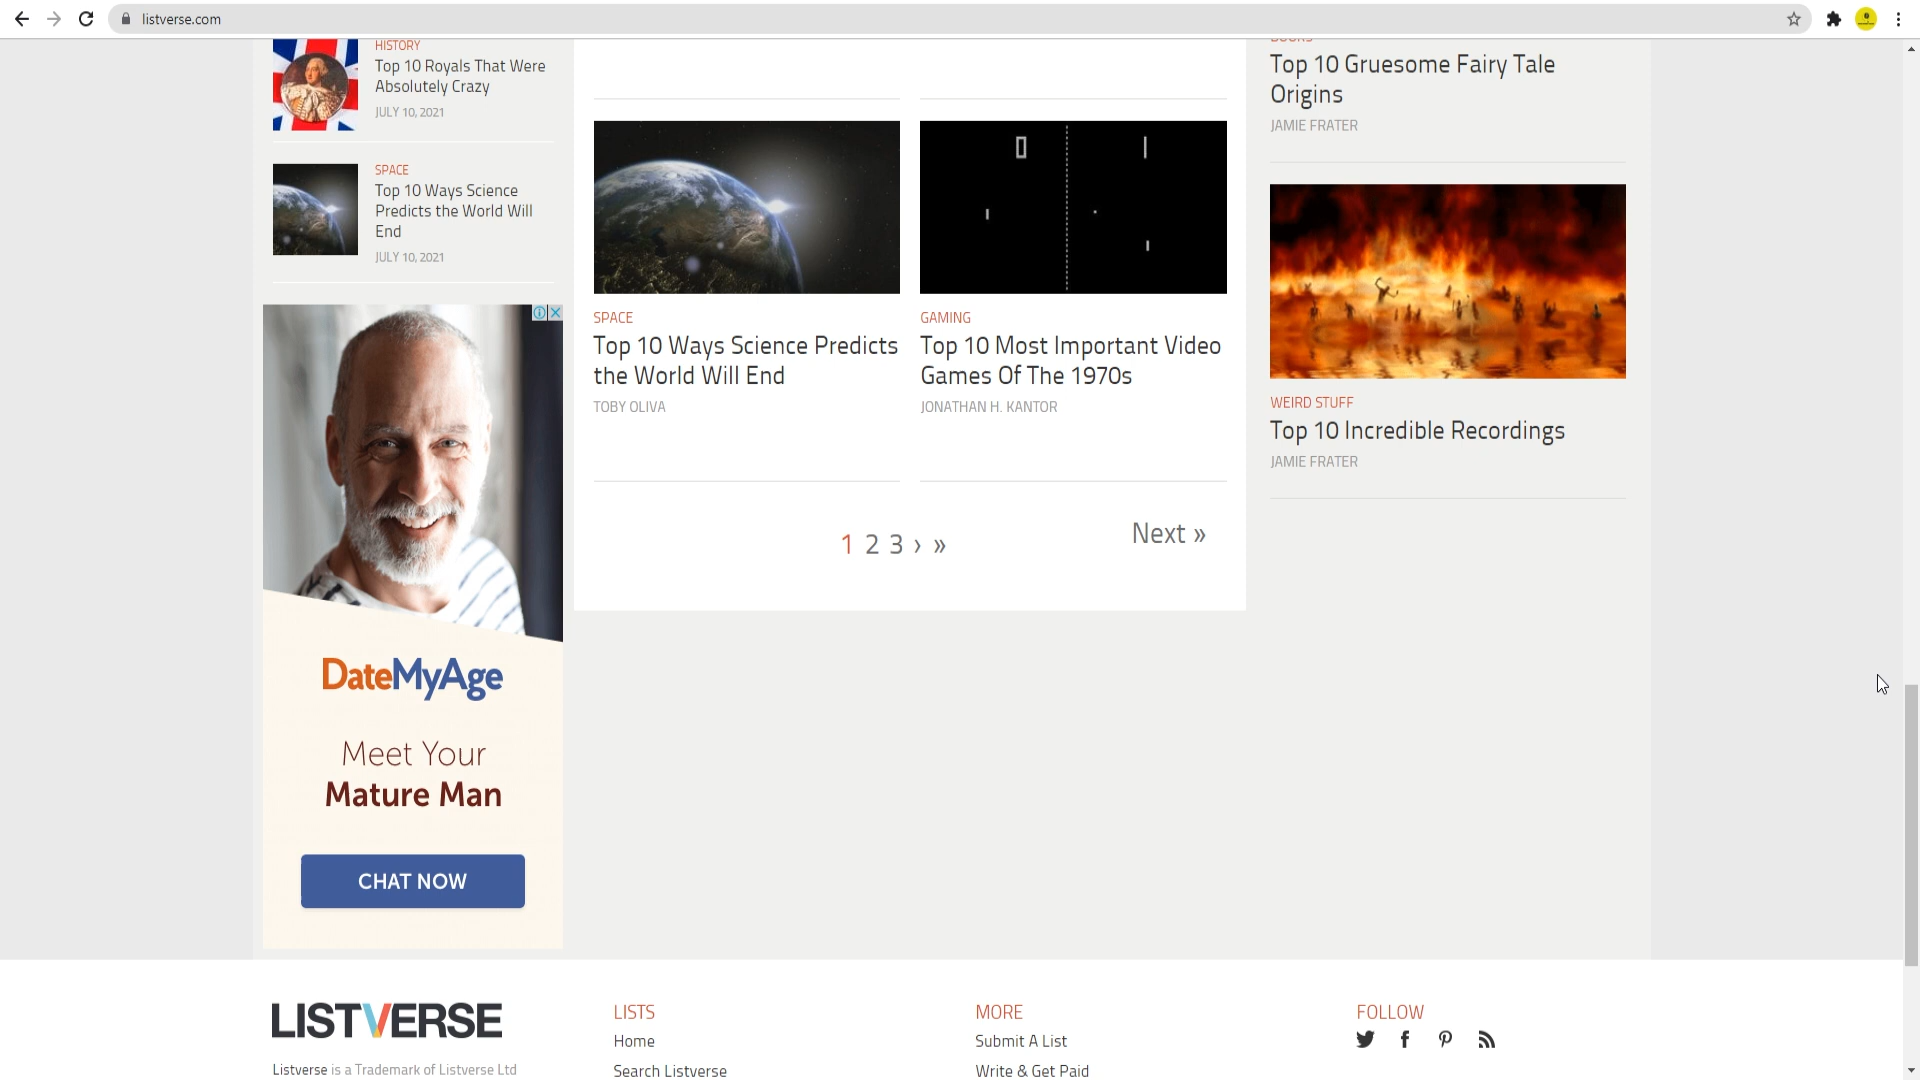 listverse.com
HISTORY
Top 10 Royals That Were
Absolutely Crazy
JULY 10, 2021
SPACE
Top 10 Ways Science
Predicts the World Will
End
JULY 10, 2021
DateMyAge
Meet Your
Mature Man
CHAT NOW
SPACE
Top 10 Ways Science Predicts
the World Will End
TOBY OLIVA
0
1
GAMING
Top 10 Most Important Video
Games Of The 1970s
JONATHAN H. KANTOR
1 2 3 › »
Next »
BOOKS
Top 10 Gruesome Fairy Tale
Origins
JAMIE FRATER
WEIRD STUFF
Top 10 Incredible Recordings
JAMIE FRATER
LISTVERSE
Listverse is a Trademark of Listverse Ltd
LISTS
Home
Search Listverse
MORE
Submit A List
Write & Get Paid
FOLLOW